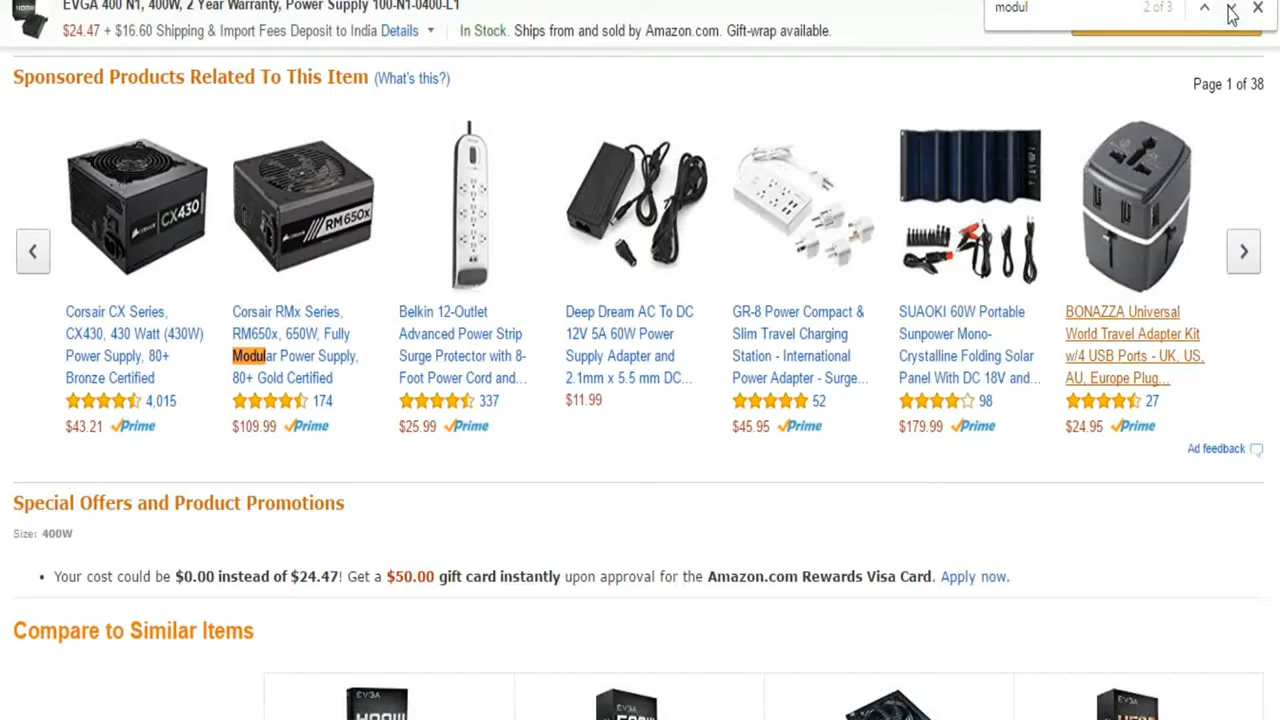 EVGA 400 N1, 400W, 2 Year Warranty, Power Supply 100-N1-0400-L1
modul 2 of 3
$24.47 + $16.60 Shipping & Import Fees Deposit to India Details In Stock. Ships from and sold by Amazon.com. Gift-wrap available.
Sponsored Products Related To This Item (What's this?)
Page 1 of 38
CX430
CORSAIR RM650x
Corsair CX Series,
CX430, 430 Watt (430W)
Power Supply, 80+
Bronze Certified
4,015
$43.21 Prime
Corsair RMx Series,
RM650x, 650W, Fully
Modular Power Supply,
80+ Gold Certified
174
$109.99 Prime
Belkin 12-Outlet
Advanced Power Strip
Surge Protector with 8-
Foot Power Cord and...
337
$25.99 Prime
Deep Dream AC To DC
12V 5A 60W Power
Supply Adapter and
2.1mm x 5.5 mm DC...
$11.99
GR-8 Power Compact &
Slim Travel Charging
Station - International
Power Adapter - Surge...
52
$45.95 Prime
SUAOKI 60W Portable
Sunpower Mono-
Crystalline Folding Solar
Panel With DC 18V and...
98
$179.99 Prime
BONAZZA Universal
World Travel Adapter Kit
w/4 USB Ports - UK, US,
AU, Europe Plug...
27
$24.95 Prime
Ad feedback
Special Offers and Product Promotions
Size: 400W
• Your cost could be $0.00 instead of $24.47! Get a $50.00 gift card instantly upon approval for the Amazon.com Rewards Visa Card. Apply now.
Compare to Similar Items
EVGA
EVGA
EVGA